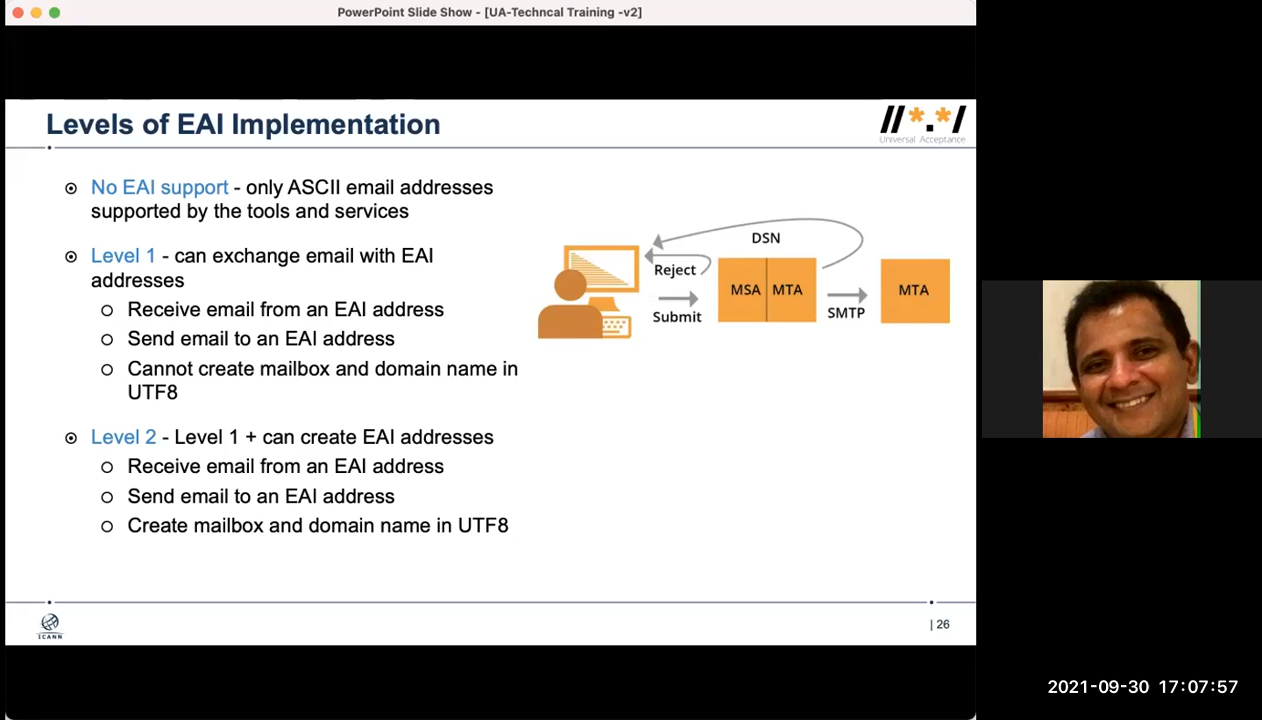 PowerPoint Slide Show - [UA-Techncal Training -v2]
Levels of EAI Implementation
//*.*/
Universal Acceptance
No EAI support - only ASCII email addresses
supported by the tools and services
Level 1 - can exchange email with EAI
addresses
Receive email from an EAI address
Send email to an EAI address
Cannot create mailbox and domain name in
UTF8
Level 2 - Level 1 + can create EAI addresses
Receive email from an EAI address
Send email to an EAI address
Create mailbox and domain name in UTF8
DSN
Reject
Submit
MSA
MTA
SMTP
MTA
ICANN
| 26
2021-09-30 17:07:57